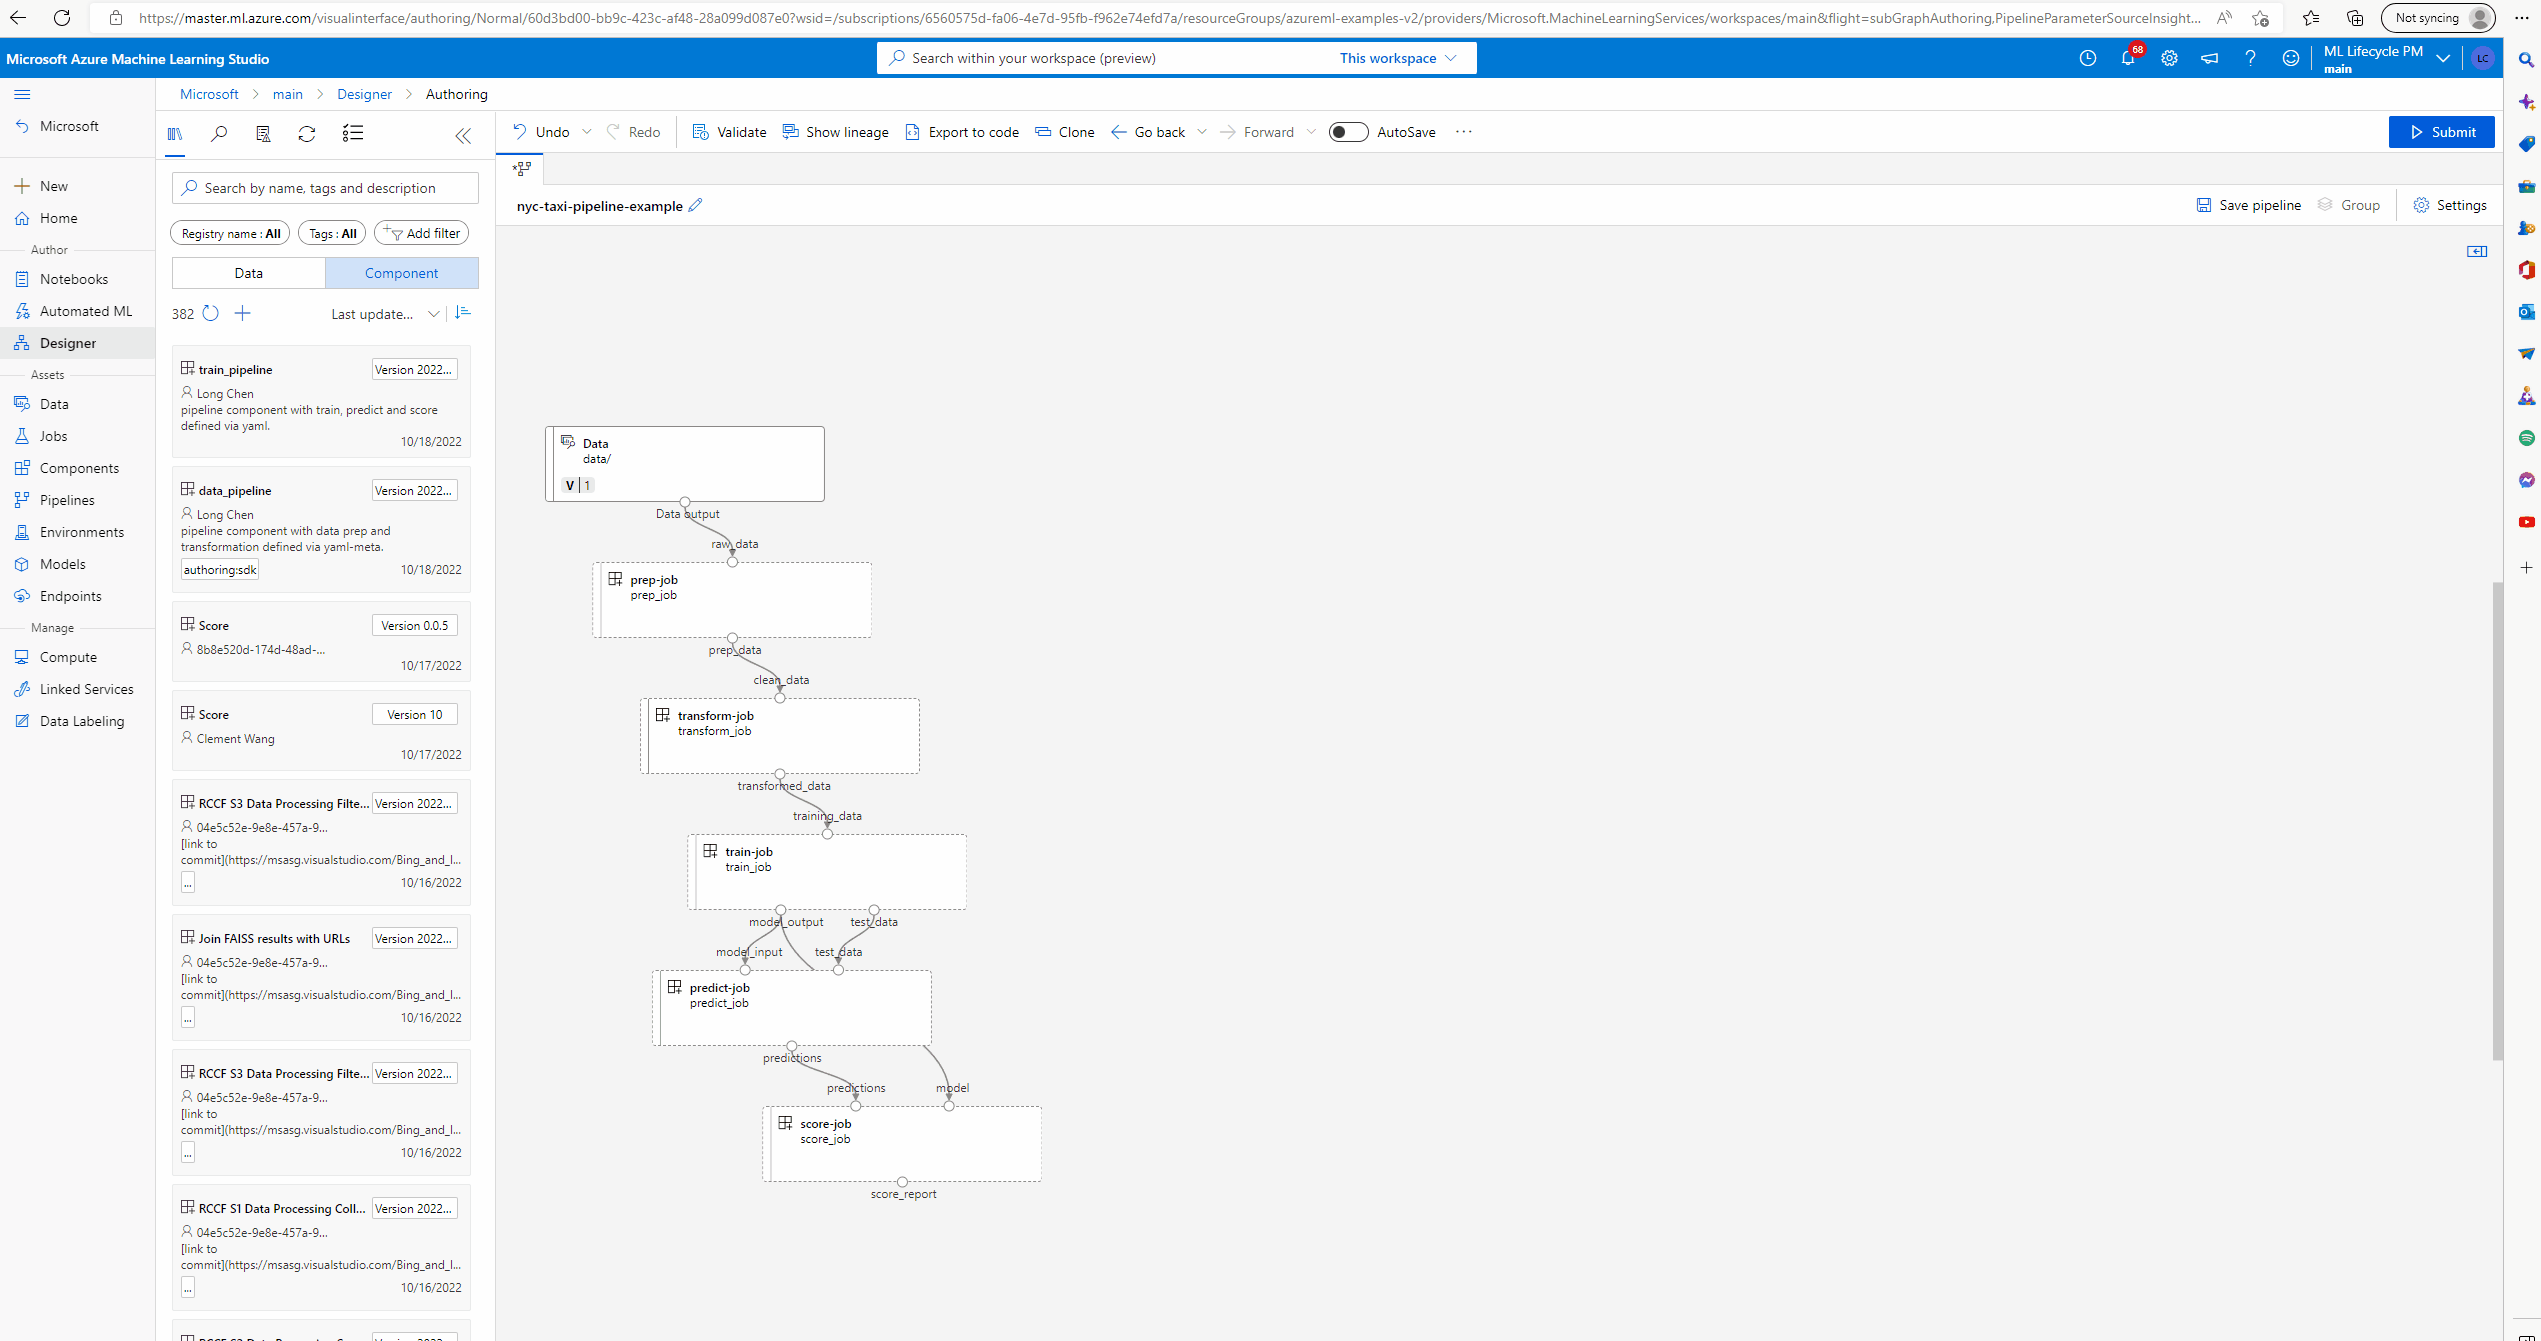 https://master.ml.azure.com/visualinterface/authoring/Normal/60d3bd00-bb9c-423c-af48-28a099d087e0?wsid=/subscriptions/6560575d-fa06-4e7d-95fb-f962e74efd7a/resourceGroups/azureml-examples-v2/providers/Microsoft.MachineLearningServices/workspaces/main&flight=subGraphAuthoring,PipelineParameterSourceInsight...
Not syncing
Microsoft Azure Machine Learning Studio
Search within your workspace (preview)
This workspace
68
ML Lifecycle PM
main
LC
Microsoft
New
Home
Author
Notebooks
Automated ML
Designer
Assets
Data
Jobs
Components
Pipelines
Environments
Models
Endpoints
Manage
Compute
Linked Services
Data Labeling
Microsoft > main > Designer > Authoring
Search by name, tags and description
Registry name : All
Tags : All
Add filter
Data
Component
382
Last update...
train_pipeline
Version 2022...
Long Chen
pipeline component with train, predict and score
defined via yaml.
10/18/2022
data_pipeline
Version 2022...
Long Chen
pipeline component with data prep and
transformation defined via yaml-meta.
authoring:sdk
10/18/2022
Score
Version 0.0.5
8b8e520d-174d-48ad-...
10/17/2022
Score
Version 10
Clement Wang
10/17/2022
RCCF S3 Data Processing Filte...
Version 2022...
04e5c52e-9e8e-457a-9...
[link to
commit](https://msasg.visualstudio.com/Bing_and_I...
...
10/16/2022
Join FAISS results with URLs
Version 2022...
04e5c52e-9e8e-457a-9...
[link to
commit](https://msasg.visualstudio.com/Bing_and_I...
...
10/16/2022
RCCF S3 Data Processing Filte...
Version 2022...
04e5c52e-9e8e-457a-9...
[link to
commit](https://msasg.visualstudio.com/Bing_and_I...
...
10/16/2022
RCCF S1 Data Processing Coll...
Version 2022...
04e5c52e-9e8e-457a-9...
[link to
commit](https://msasg.visualstudio.com/Bing_and_I...
...
10/16/2022
Undo
Redo
Validate
Show lineage
Export to code
Clone
Go back
Forward
AutoSave
...
Submit
nyc-taxi-pipeline-example
Save pipeline
Group
Settings
Data
data/
V | 1
Data output
raw_data
prep-job
prep_job
prep_data
clean_data
transform-job
transform_job
transformed_data
training_data
train-job
train_job
model_output
test_data
model_input
test_data
predict-job
predict_job
predictions
predictions
model
score-job
score_job
score_report